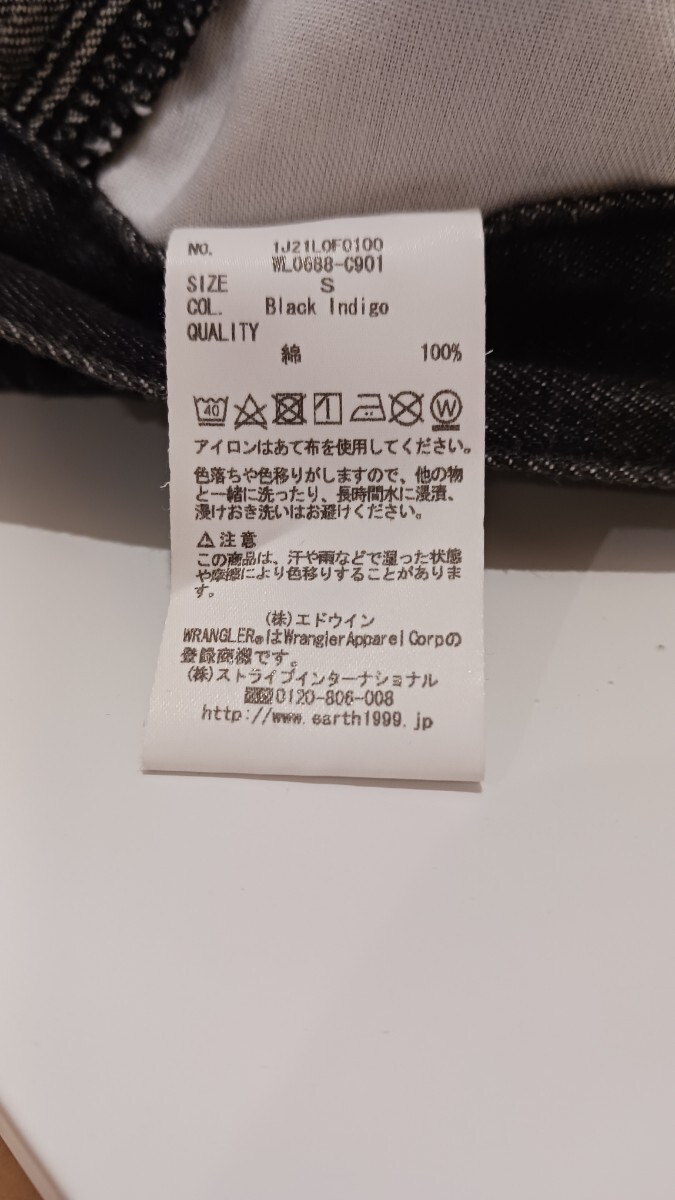 NO. 1J21L0F0100
WL0688-C901
SIZE S
COL. Black Indigo
QUALITY
綿 100%
40 W
アイロンはあて布を使用してください。
色落ちや色移りがしますので、他の物
と一緒に洗ったり、長時間水に浸漬、
浸けおき洗いはお避けください。
⚠注意
この商品は、汗や雨などで湿った状態
や摩擦により色移りすることがありま
す。
(株)エドウイン
WRANGLER®はWranglerApparel Corpの
登録商標です。
(株)ストライプインターナショナル
0120-806-008
http://www.earth1999.jp